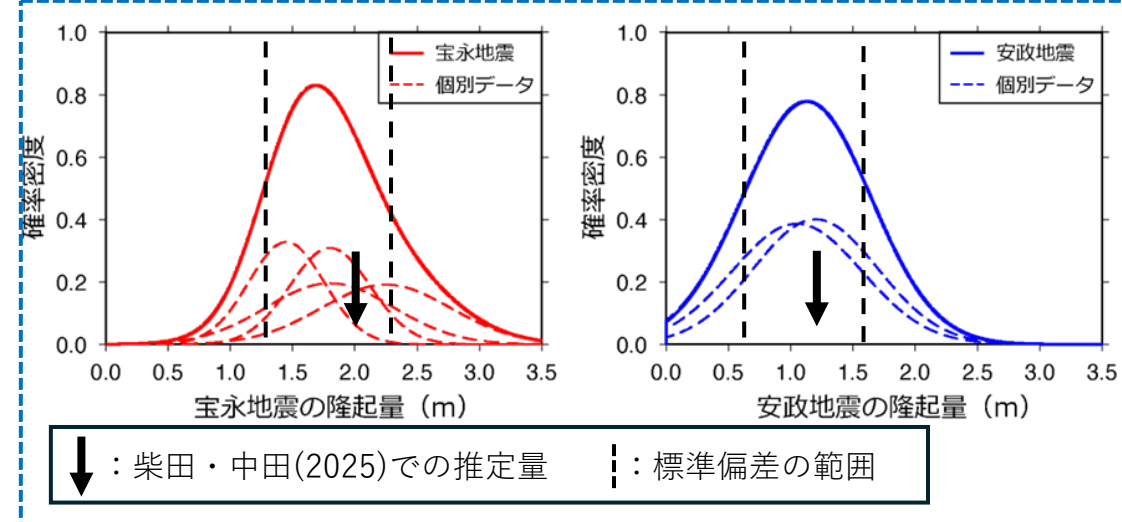 1.0
0.8
0.6
0.4
0.2
0.0
確率密度
宝永地震
個別データ
0.0 0.5 1.0 1.5 2.0 2.5 3.0 3.5
宝永地震の隆起量（m）
1.0
0.8
0.6
0.4
0.2
0.0
確率密度
安政地震
個別データ
0.0 0.5 1.0 1.5 2.0 2.5 3.0 3.5
安政地震の隆起量（m）
：柴田・中田(2025)での推定量
：標準偏差の範囲